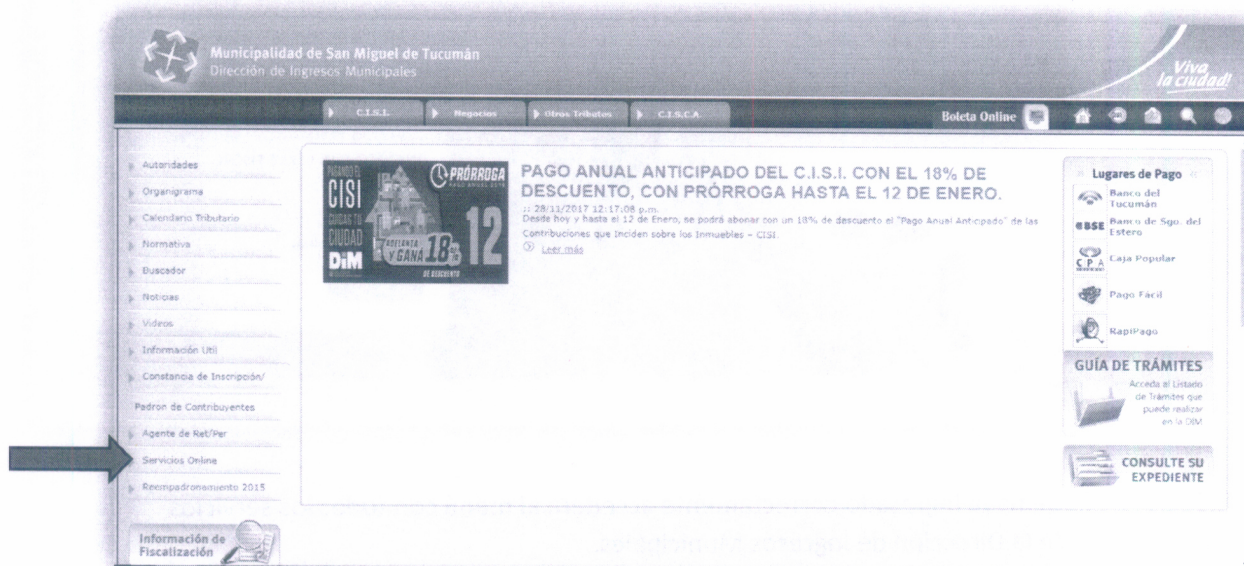 Municipalidad de San Miguel de Tucumán
Dirección de Ingresos Municipales
Viva
la ciudad!
C.I.S.I.
Negocios
Otros Tributos
C.I.S.C.A.
Boleta Online
Autoridades
Organigrama
Calendario Tributario
Normativa
Buscador
Noticias
Videos
Información Util
Constancia de Inscripción/
Padron de Contribuyentes
Agente de Ret/Per
Servicios Online
Reempadronamiento 2015
Información de
Fiscalización
PAGANDO EL
CISI
CUIDAS TU
CIUDAD
DiM
PRÓRROGA
ADELANTA
Y GANÁ 18%
DE DESCUENTO
12
PAGO ANUAL ANTICIPADO DEL C.I.S.I. CON EL 18% DE
DESCUENTO, CON PRÓRROGA HASTA EL 12 DE ENERO.
:: 28/11/2017 12:17:08 p.m.
Desde hoy y hasta el 12 de Enero, se podrá abonar con un 18% de descuento el "Pago Anual Anticipado" de las
Contribuciones que Inciden sobre los Inmuebles – CISI.
Leer más
Lugares de Pago
Banco del
Tucumán
BSE
Banco de Sgo. del
Estero
C.P.A
Caja Popular
Pago Fácil
RapiPago
GUÍA DE TRÁMITES
Acceda al Listado
de Trámites que
puede realizar
en la DIM
CONSULTE SU
EXPEDIENTE